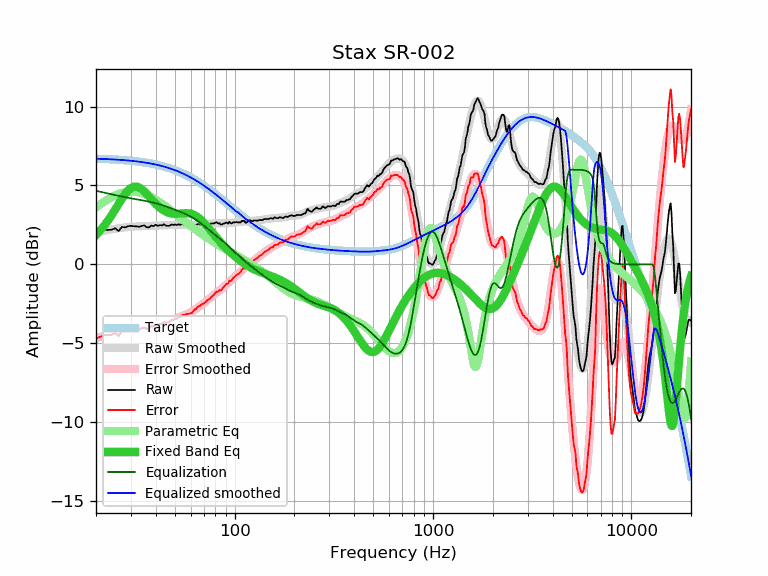 Stax SR-002
Amplitude (dBr)
10
5
0
−5
−10
−15
Target
Raw Smoothed
Error Smoothed
Raw
Error
Parametric Eq
Fixed Band Eq
Equalization
Equalized smoothed
100 1000 10000
Frequency (Hz)